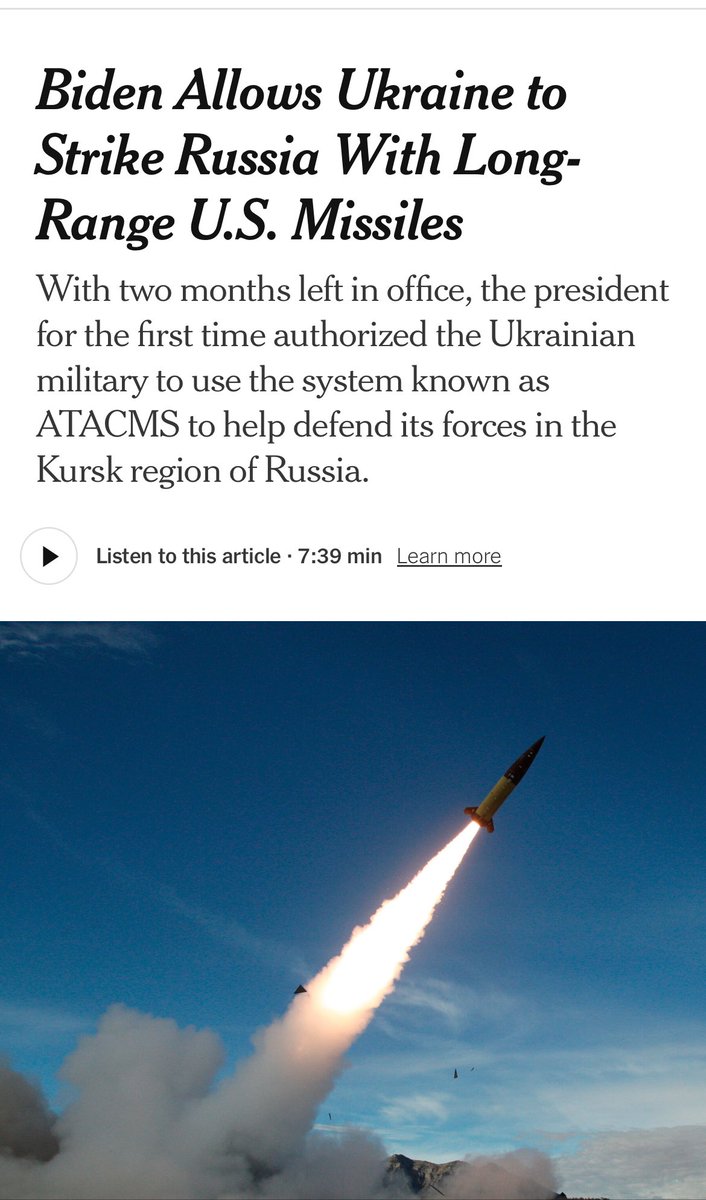 Biden Allows Ukraine to
Strike Russia With Long-
Range U.S. Missiles
With two months left in office, the president
for the first time authorized the Ukrainian
military to use the system known as
ATACMS to help defend its forces in the
Kursk region of Russia.
Listen to this article · 7:39 min Learn more